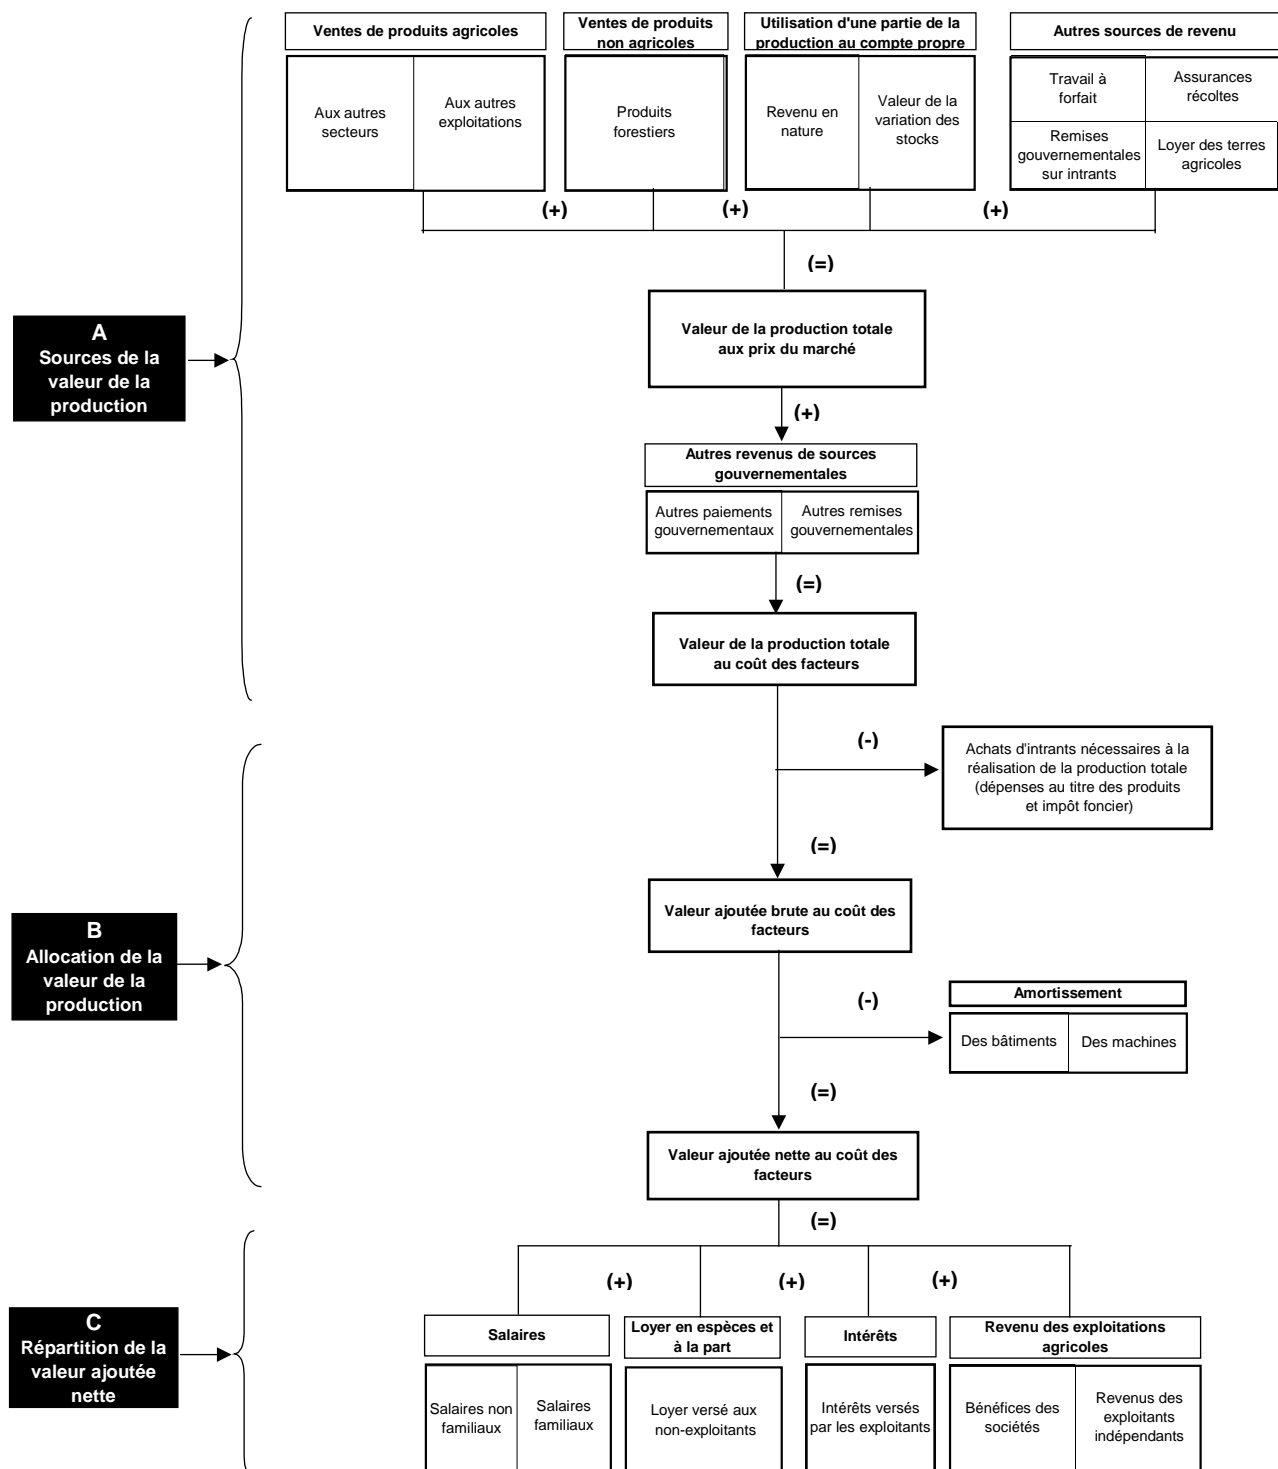 Ventes de produits agricoles
Ventes de produits
non agricoles
Utilisation d'une partie de la
production au compte propre
Autres sources de revenu
Aux autres
secteurs
Aux autres
exploitations
Produits
forestiers
Revenu en
nature
Valeur de la
variation des
stocks
Travail à
forfait
Assurances
récoltes
Remises
gouvernementales
sur intrants
Loyer des terres
agricoles
(+)
(+)
(+)
(=)
A
Sources de la
valeur de la
production
Valeur de la production totale
aux prix du marché
(+)
Autres revenus de sources
gouvernementales
Autres paiements
gouvernementaux
Autres remises
gouvernementales
(=)
Valeur de la production totale
au coût des facteurs
(-)
Achats d'intrants nécessaires à la
réalisation de la production totale
(dépenses au titre des produits
et impôt foncier)
(=)
B
Allocation de la
valeur de la
production
Valeur ajoutée brute au coût des
facteurs
(-)
Amortissement
Des bâtiments
Des machines
(=)
Valeur ajoutée nette au coût des
facteurs
(=)
(+)
(+)
(+)
C
Répartition de la
valeur ajoutée
nette
Salaires
Loyer en espèces et
à la part
Intérêts
Revenu des exploitations
agricoles
Salaires non
familiaux
Salaires
familiaux
Loyer versé aux
non-exploitants
Intérêts versés
par les exploitants
Bénéfices des
sociétés
Revenus des
exploitants
indépendants